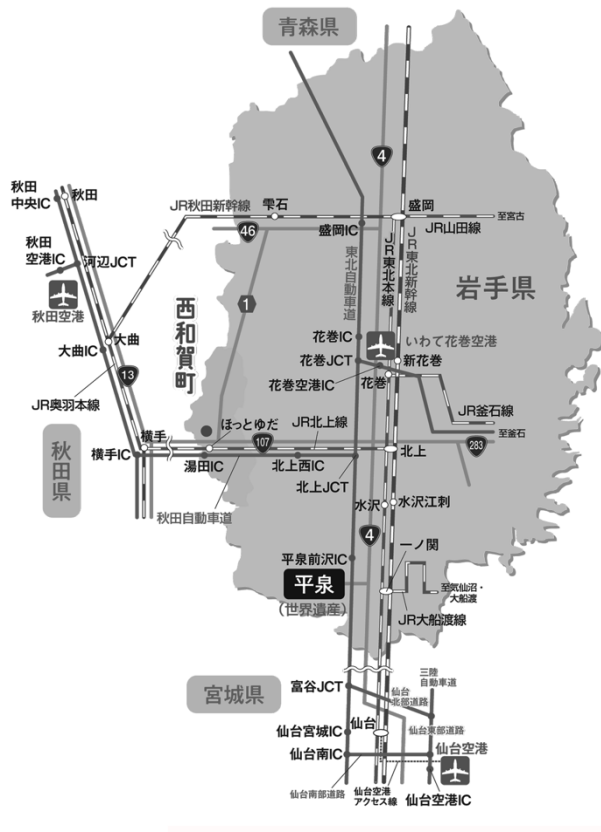 青森県
4
秋田
中央IC
秋田
JR秋田新幹線
雫石
盛岡
至宮古
46
盛岡IC
JR山田線
秋田
空港IC
河辺JCT
秋田空港
東北自動車道
JR東北本線
JR東北新幹線
岩手県
西和賀町
1
大曲
大曲IC
花巻IC
いわて花巻空港
花巻JCT
新花巻
13
花巻空港IC
花巻
JR奥羽本線
JR釜石線
至釜石
秋田県
横手
ほっとゆだ
JR北上線
107
283
横手IC
湯田IC
北上西IC
北上
北上JCT
秋田自動車道
水沢
水沢江刺
4
一ノ関
平泉前沢IC
平泉
(世界遺産)
至気仙沼・
大船渡
JR大船渡線
宮城県
富谷JCT
三陸
自動車道
仙台
北部道路
仙台宮城IC
仙台
仙台東部道路
仙台南IC
仙台空港
仙台南部道路
仙台空港
アクセス線
仙台空港IC